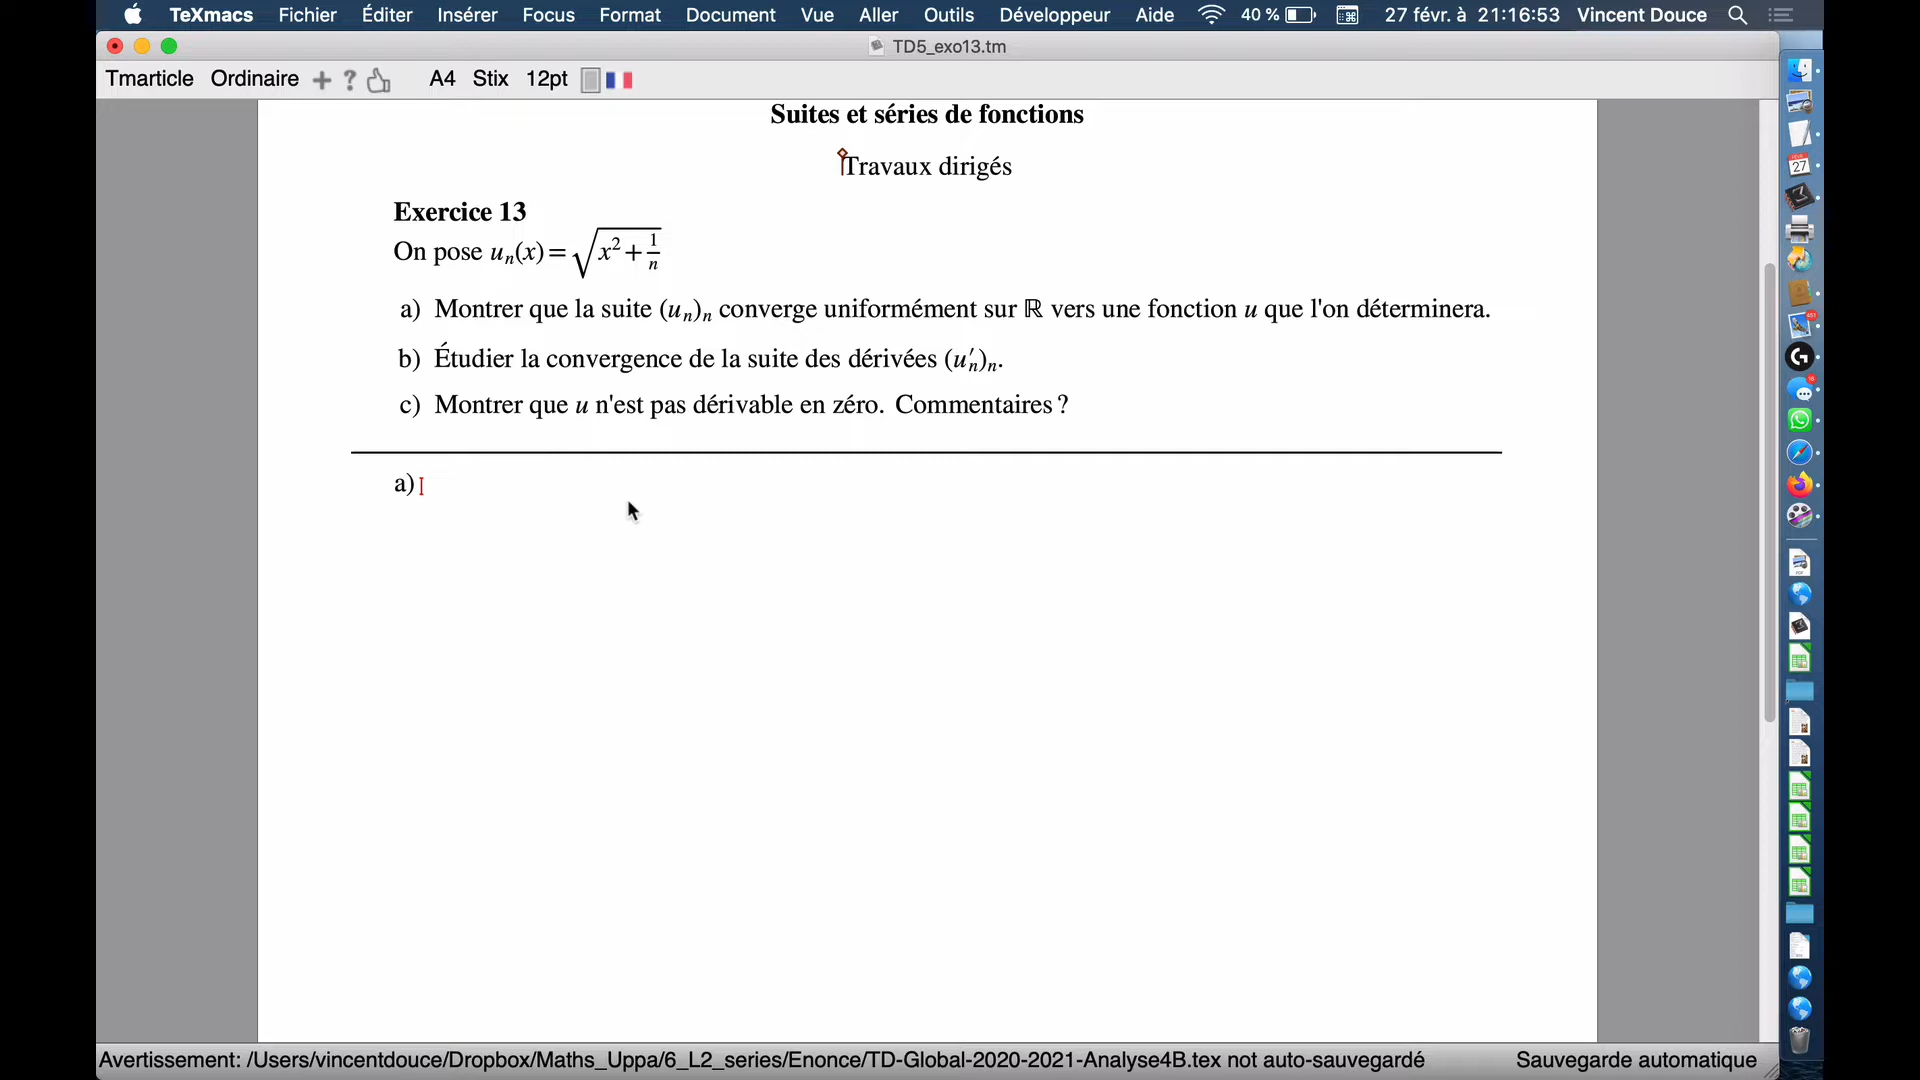 TeXmacs Fichier Éditer Insérer Focus Format Document Vue Aller Outils Développeur Aide 40 % 27 févr. à 21:16:53 Vincent Douce
TD5_exo13.tm
Tmarticle Ordinaire + ? A4 Stix 12pt
Suites et séries de fonctions
Travaux dirigés
Exercice 13
On pose uₙ(x) = √(x² + 1/n)
a) Montrer que la suite (uₙ)ₙ converge uniformément sur ℝ vers une fonction u que l'on déterminera.
b) Étudier la convergence de la suite des dérivées (u′ₙ)ₙ.
c) Montrer que u n'est pas dérivable en zéro. Commentaires ?
a)
Avertissement: /Users/vincentdouce/Dropbox/Maths_Uppa/6_L2_series/Enonce/TD-Global-2020-2021-Analyse4B.tex not auto-sauvegardé Sauvegarde automatique